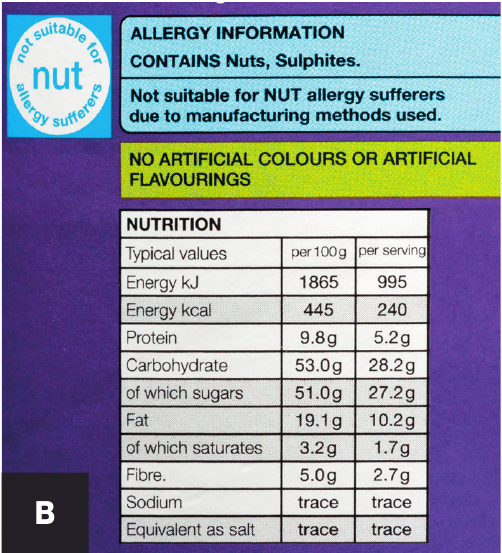 not suitable for
nut
allergy sufferers
ALLERGY INFORMATION
CONTAINS Nuts, Sulphites.
Not suitable for NUT allergy sufferers
due to manufacturing methods used.
NO ARTIFICIAL COLOURS OR ARTIFICIAL
FLAVOURINGS
NUTRITION
Typical values per 100g per serving
Energy kJ 1865 995
Energy kcal 445 240
Protein 9.8g 5.2g
Carbohydrate 53.0g 28.2g
of which sugars 51.0g 27.2g
Fat 19.1g 10.2g
of which saturates 3.2g 1.7g
Fibre. 5.0g 2.7g
Sodium trace trace
Equivalent as salt trace trace
B